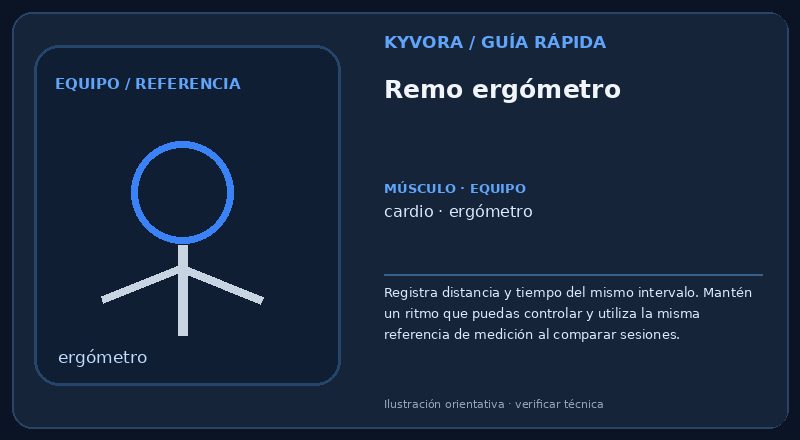 KYVORA / GUÍA RÁPIDA
EQUIPO / REFERENCIA
Remo ergómetro
MÚSCULO · EQUIPO
cardio · ergómetro
Registra distancia y tiempo del mismo intervalo. Mantén
un ritmo que puedas controlar y utiliza la misma
referencia de medición al comparar sesiones.
ergómetro
Ilustración orientativa · verificar técnica